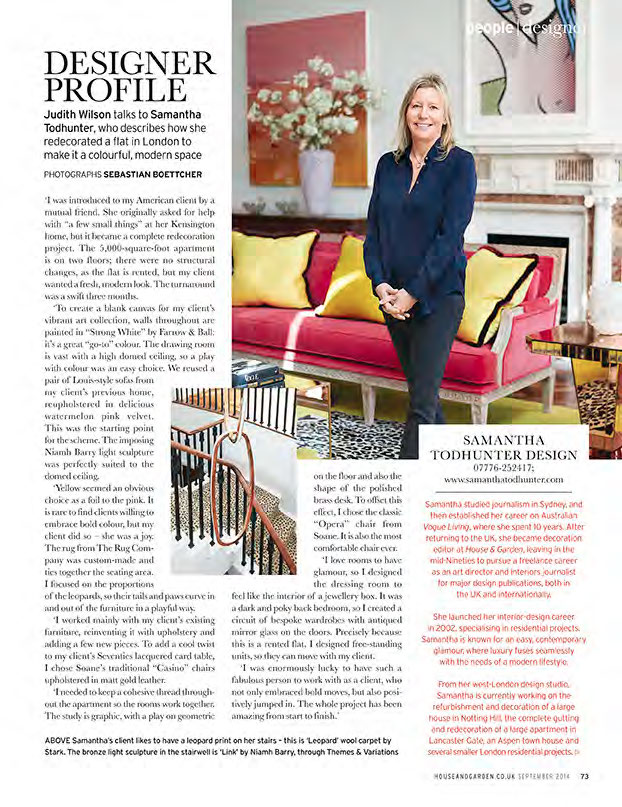 people | designer
DESIGNER
PROFILE
Judith Wilson talks to Samantha
Todhunter, who describes how she
redecorated a flat in London to
make it a colourful, modern space
PHOTOGRAPHS SEBASTIAN BOETTCHER
'I was introduced to my American client by a
mutual friend. She originally asked for help
with "a few small things" at her Kensington
home, but it became a complete redecoration
project. The 5,000-square-foot apartment
is on two floors; there were no structural
changes, as the flat is rented, but my client
wanted a fresh, modern look. The turnaround
was a swift three months.
'To create a blank canvas for my client's
vibrant art collection, walls throughout are
painted in "Strong White" by Farrow & Ball;
it's a great "go-to" colour. The drawing room
is vast with a high domed ceiling, so a play
with colour was an easy choice. We reused a
pair of Louis-style sofas from
my client's previous home,
reupholstered in delicious
watermelon pink velvet.
This was the starting point
for the scheme. The imposing
Niamh Barry light sculpture
was perfectly suited to the
domed ceiling.
'Yellow seemed an obvious
choice as a foil to the pink. It
is rare to find clients willing to
embrace bold colour, but my
client did so – she was a joy.
The rug from The Rug Com-
pany was custom-made and
ties together the seating area.
I focused on the proportions
of the leopards, so their tails and paws curve in
and out of the furniture in a playful way.
'I worked mainly with my client's existing
furniture, reinventing it with upholstery and
adding a few new pieces. To add a cool twist
to my client's Seventies lacquered card table,
I chose Soane's traditional "Casino" chairs
upholstered in matt gold leather.
'I needed to keep a cohesive thread through-
out the apartment so the rooms work together.
The study is graphic, with a play on geometric
on the floor and also the
shape of the polished
brass desk. To offset this
effect, I chose the classic
"Opera" chair from
Soane. It is also the most
comfortable chair ever.
'I love rooms to have
glamour, so I designed
the dressing room to
feel like the interior of a jewellery box. It was
a dark and poky back bedroom, so I created a
circuit of bespoke wardrobes with antiqued
mirror glass on the doors. Precisely because
this is a rented flat, I designed free-standing
units, so they can move with my client.
'I was enormously lucky to have such a
fabulous person to work with as a client, who
not only embraced bold moves, but also posi-
tively jumped in. The whole project has been
amazing from start to finish.'
VOGUE
SAMANTHA
TODHUNTER DESIGN
07776-252417;
www.samanthatodhunter.com
Samantha studied journalism in Sydney, and
then established her career on Australian
Vogue Living, where she spent 10 years. After
returning to the UK, she became decoration
editor at House & Garden, leaving in the
mid-Nineties to pursue a freelance career
as an art director and interiors journalist
for major design publications, both in
the UK and internationally.
She launched her interior-design career
in 2002, specialising in residential projects.
Samantha is known for an easy, contemporary
glamour, where luxury fuses seamlessly
with the needs of a modern lifestyle.
From her west-London design studio,
Samantha is currently working on the
refurbishment and decoration of a large
house in Notting Hill, the complete gutting
and redecoration of a large apartment in
Lancaster Gate, an Aspen town house and
several smaller London residential projects. ▷
ABOVE Samantha's client likes to have a leopard print on her stairs – this is 'Leopard' wool carpet by
Stark. The bronze light sculpture in the stairwell is 'Link' by Niamh Barry, through Themes & Variations
HOUSEANDGARDEN.CO.UK SEPTEMBER 2014 73